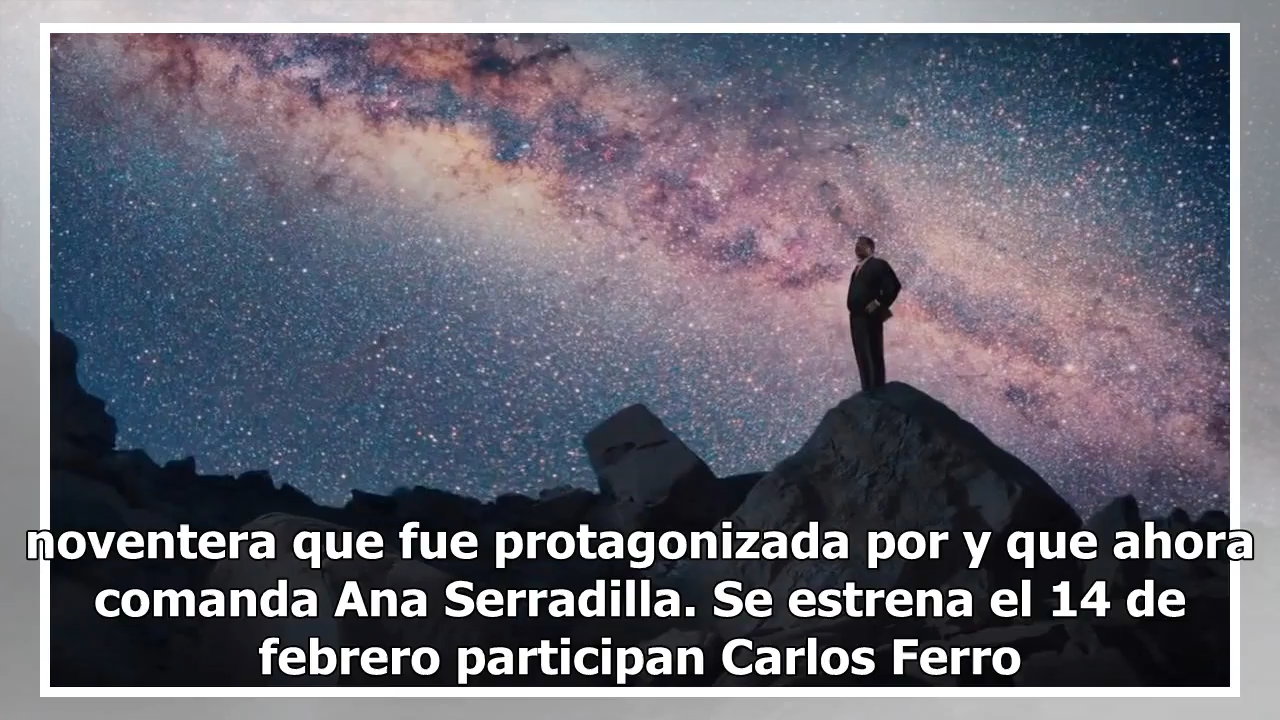 noventera que fue protagonizada por y que ahora
comanda Ana Serradilla. Se estrena el 14 de
febrero participan Carlos Ferro